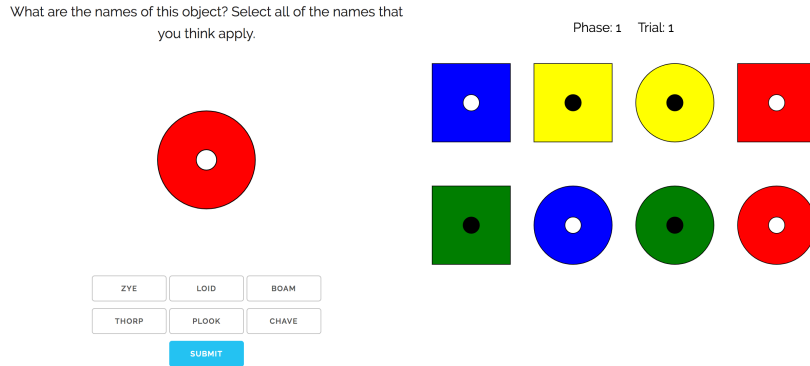 What are the names of this object? Select all of the names that
you think apply.
Phase: 1 Trial: 1
ZYE LOID BOAM
THORP PLOOK CHAVE
SUBMIT